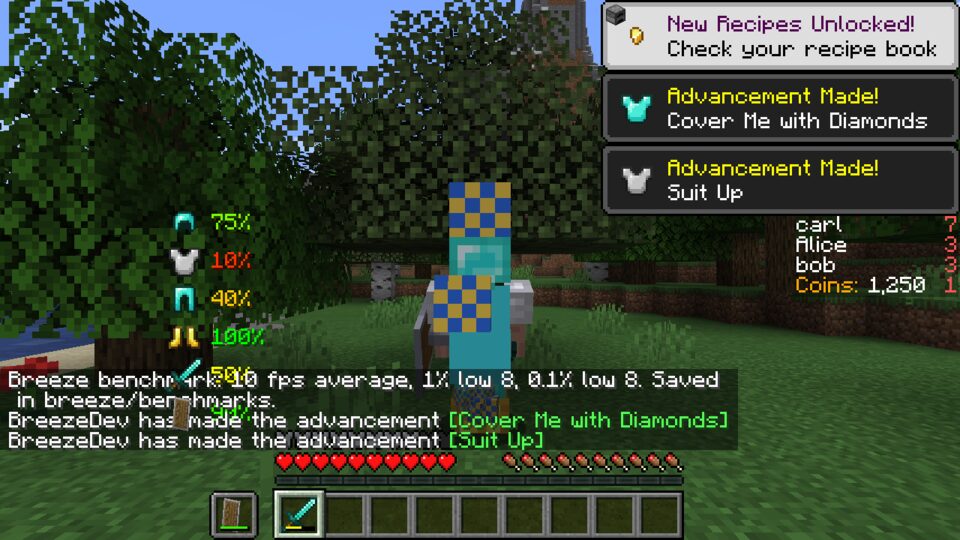 New Recipes Unlocked!
Check your recipe book
Advancement Made!
Cover Me with Diamonds
Advancement Made!
Suit Up
carl 7
Alice 3
bob 3
Coins: 1,250 1
75%
10%
40%
100%
50%
Breeze benchmark: 10 fps average, 1% low 8, 0.1% low 8. Saved
in breeze/benchmarks.
BreezeDev has made the advancement [Cover Me with Diamonds]
BreezeDev has made the advancement [Suit Up]